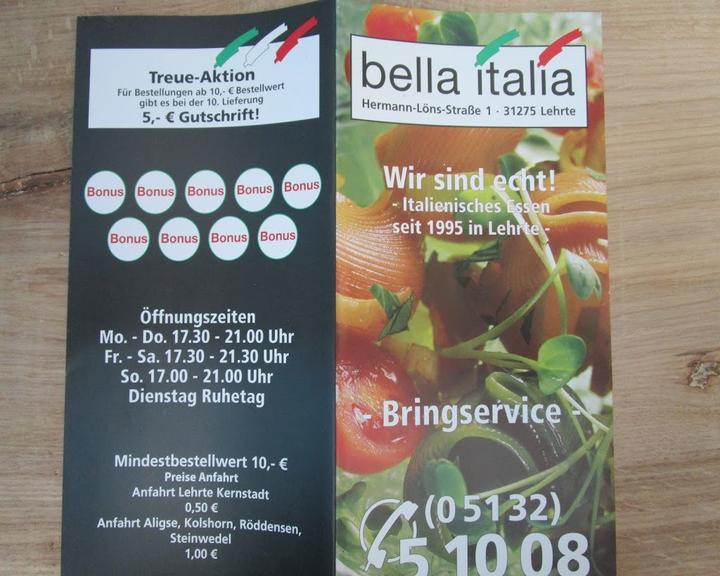 Treue-Aktion
Für Bestellungen ab 10,- € Bestellwert
gibt es bei der 10. Lieferung
5,- € Gutschrift!
Bonus Bonus Bonus Bonus Bonus
Bonus Bonus Bonus Bonus
Öffnungszeiten
Mo. - Do. 17.30 - 21.00 Uhr
Fr. - Sa. 17.30 - 21.30 Uhr
So. 17.00 - 21.00 Uhr
Dienstag Ruhetag
Mindestbestellwert 10,- €
Preise Anfahrt
Anfahrt Lehrte Kernstadt
0,50 €
Anfahrt Aligse, Kolshorn, Röddensen,
Steinwedel
1,00 €
bella italia
Hermann-Löns-Straße 1 · 31275 Lehrte
Wir sind echt!
- Italienisches Essen
seit 1995 in Lehrte -
- Bringservice -
(0 51 32)
5 10 08